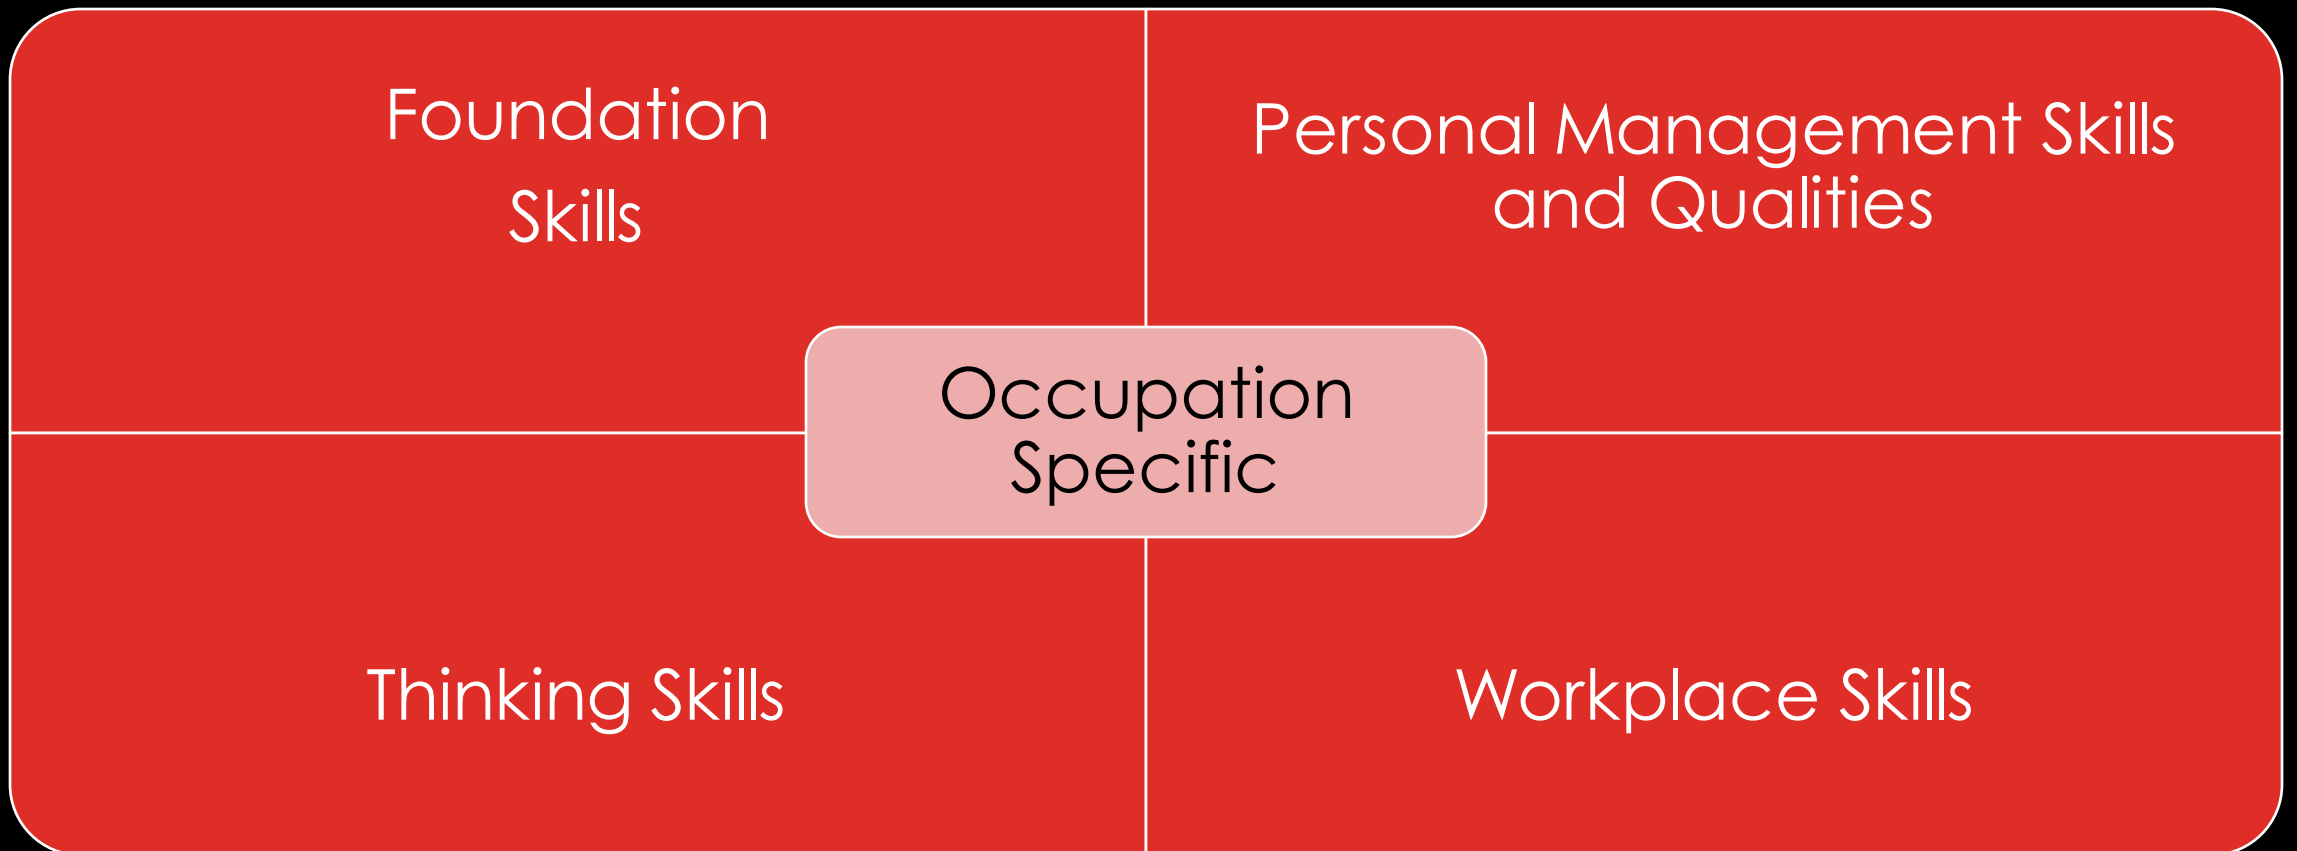 Foundation
Skills
Personal Management Skills
and Qualities
Occupation
Specific
Thinking Skills
Workplace Skills